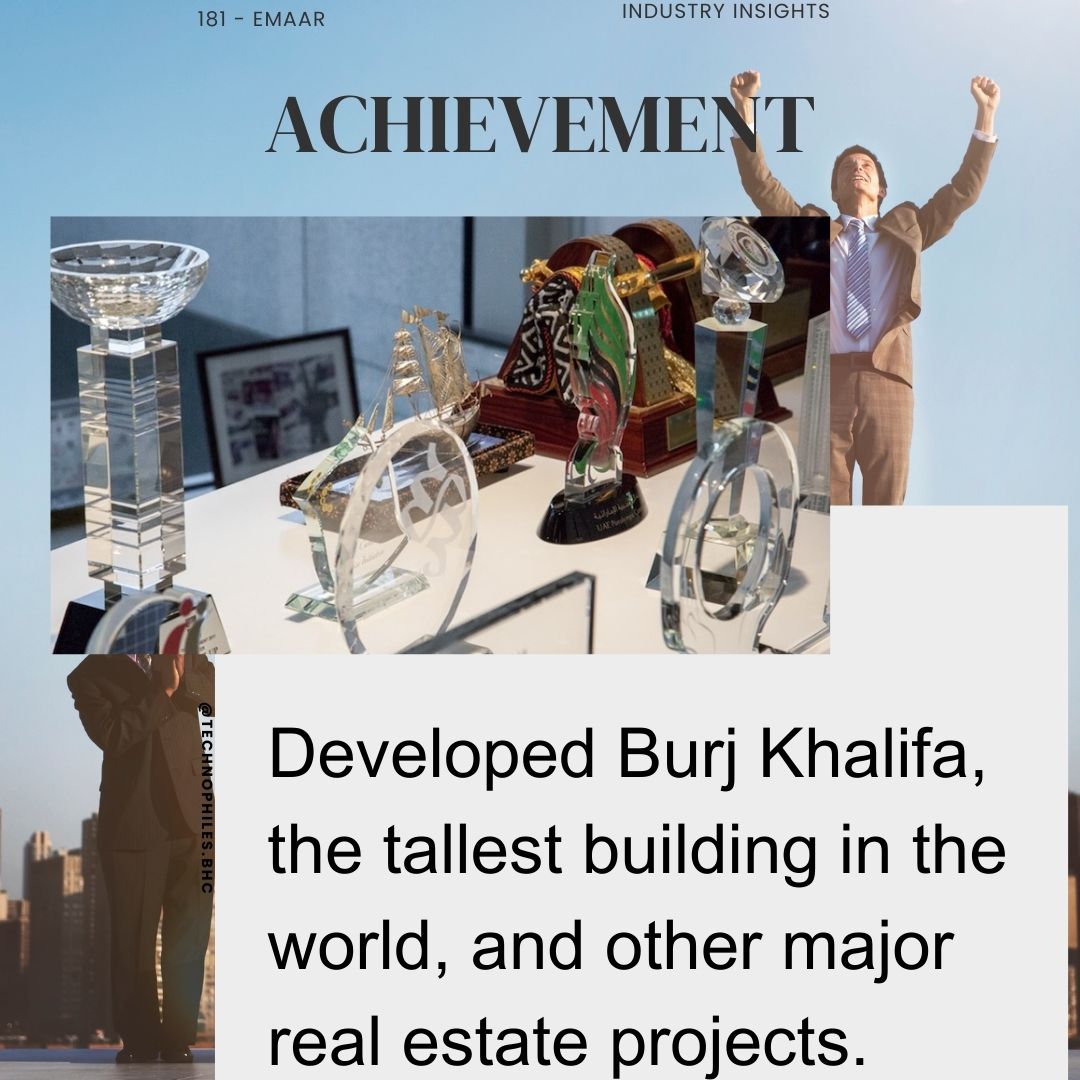 181 - EMAAR
INDUSTRY INSIGHTS
ACHIEVEMENT
@TECHNOPHILES.BHC
Developed Burj Khalifa,
the tallest building in the
world, and other major
real estate projects.